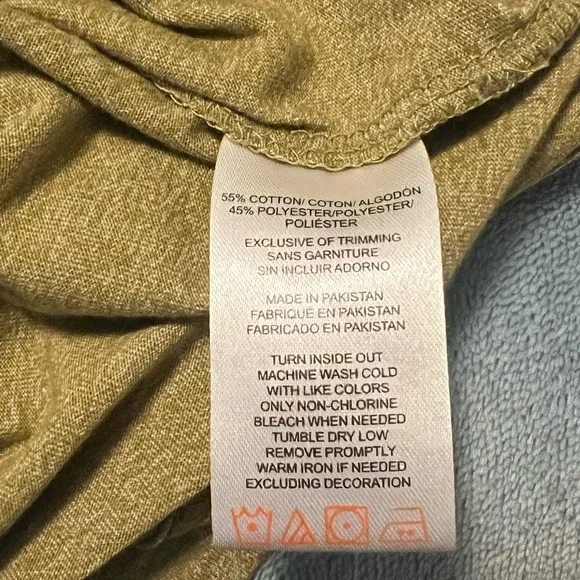 55% COTTON/ COTON/ ALGODÓN
45% POLYESTER/POLYESTER/
POLIÉSTER
EXCLUSIVE OF TRIMMING
SANS GARNITURE
SIN INCLUIR ADORNO
MADE IN PAKISTAN
FABRIQUÉ EN PAKISTAN
FABRICADO EN PAKISTAN
TURN INSIDE OUT
MACHINE WASH COLD
WITH LIKE COLORS
ONLY NON-CHLORINE
BLEACH WHEN NEEDED
TUMBLE DRY LOW
REMOVE PROMPTLY
WARM IRON IF NEEDED
EXCLUDING DECORATION